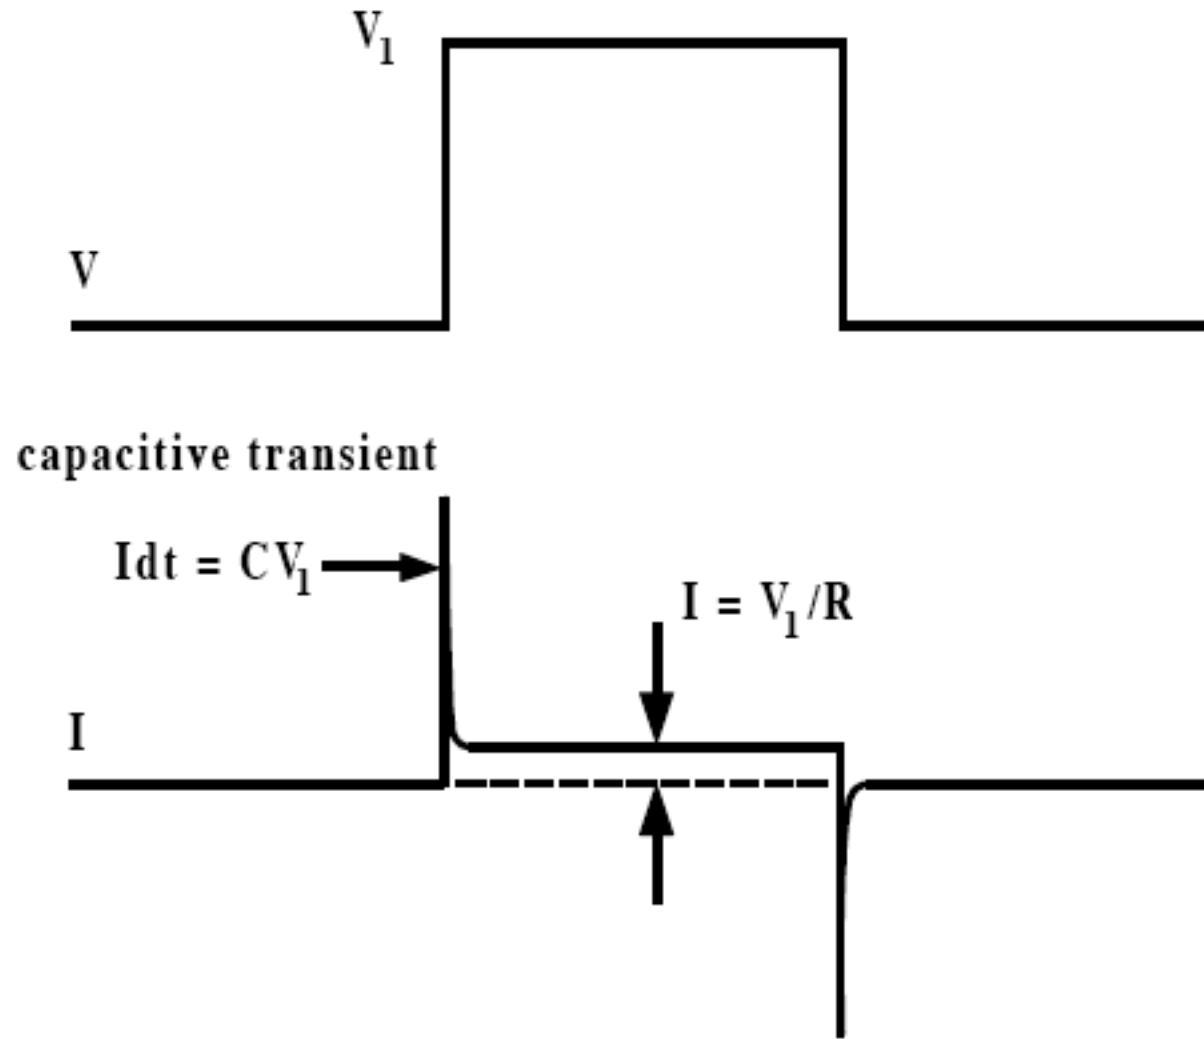 V₁
V
capacitive transient
Idt = CV₁
I = V₁/R
I